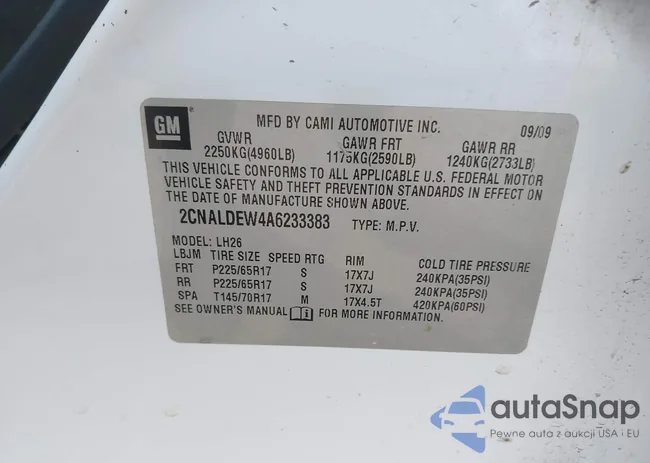 GM
MFD BY CAMI AUTOMOTIVE INC. 09/09
GVWR GAWR FRT GAWR RR
2250KG(4960LB) 1175KG(2590LB) 1240KG(2733LB)
THIS VEHICLE CONFORMS TO ALL APPLICABLE U.S. FEDERAL MOTOR
VEHICLE SAFETY AND THEFT PREVENTION STANDARDS IN EFFECT ON
THE DATE OF MANUFACTURE SHOWN ABOVE.
2CNALDEW4A6233383 TYPE: M.P.V.
MODEL: LH26
LBJM TIRE SIZE SPEED RTG RIM COLD TIRE PRESSURE
FRT P225/65R17 S 17X7J 240KPA(35PSI)
RR P225/65R17 S 17X7J 240KPA(35PSI)
SPA T145/70R17 M 17X4.5T 420KPA(60PSI)
SEE OWNER'S MANUAL FOR MORE INFORMATION.
autaSnap
Pewne auta z aukcji USA i EU